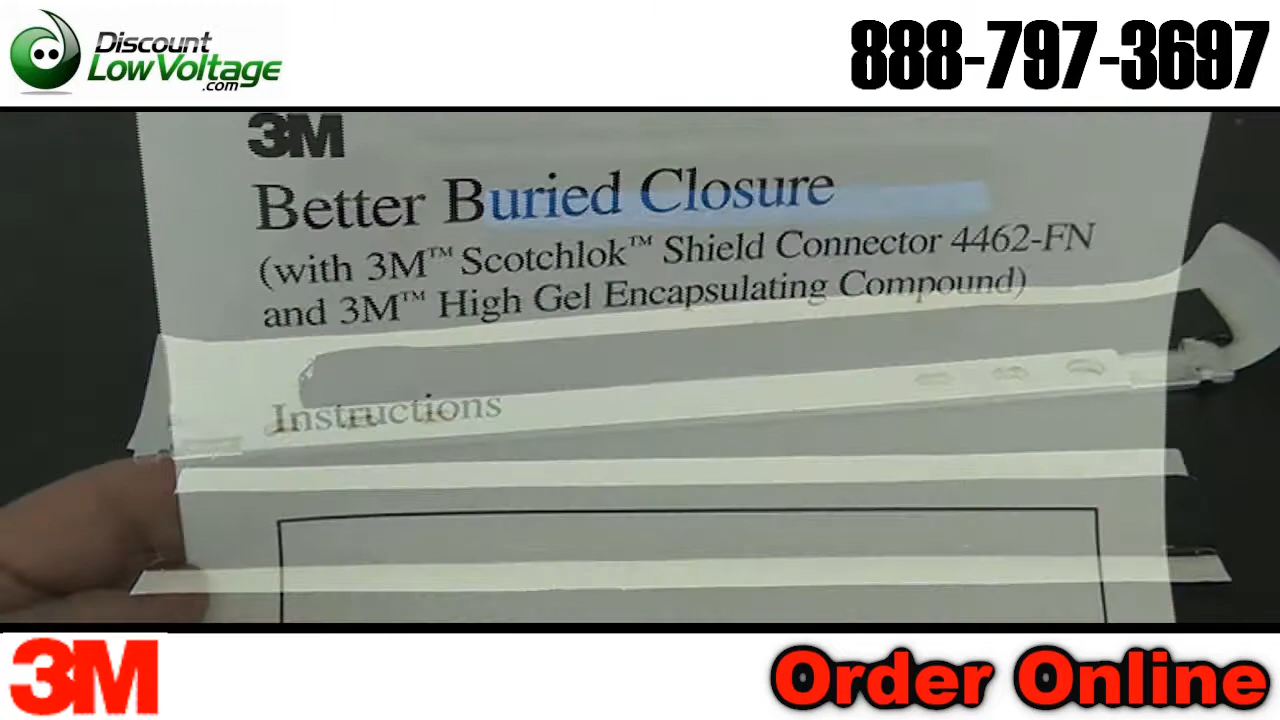 Discount
LowVoltage
.com
888-797-3697
3M
Better Buried Closure
(with 3M™ Scotchlok™ Shield Connector 4462-FN
and 3M™ High Gel Encapsulating Compound)
Instructions
3M
Order Online